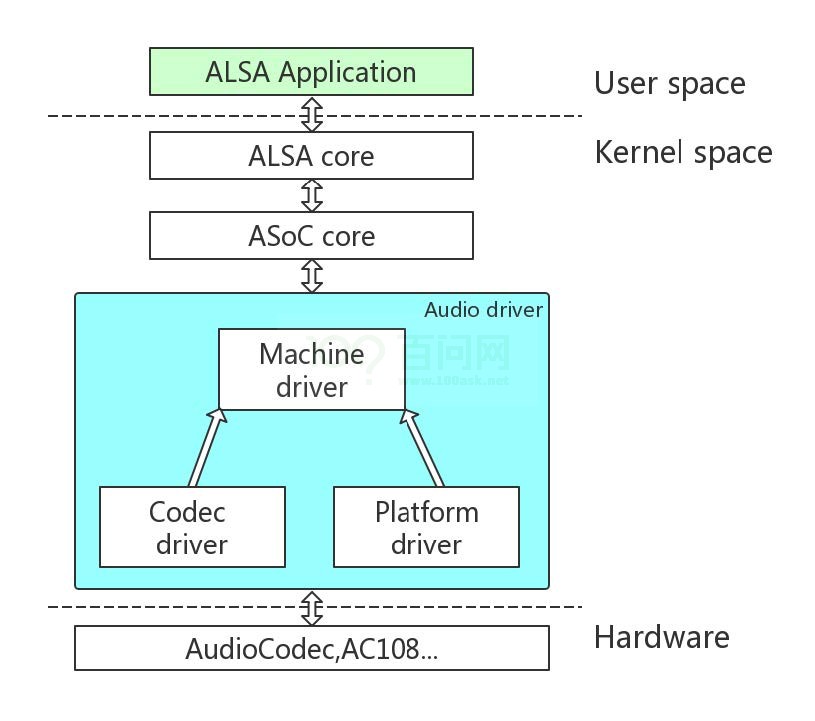 ALSA Application
User space
ALSA core
Kernel space
ASoC core
Audio driver
Machine
driver
百问网
www.100ask.net
Codec
driver
Platform
driver
AudioCodec,AC108...
Hardware